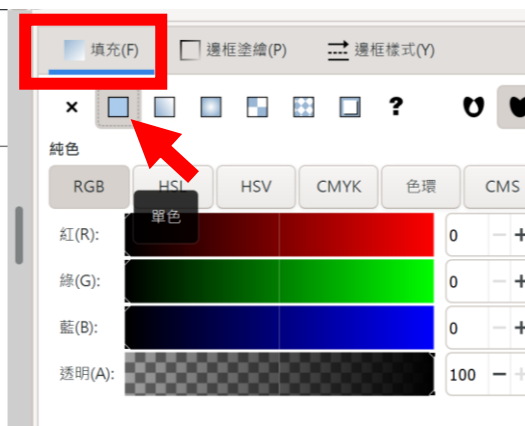 填充(F) 邊框塗繪(P) 邊框樣式(Y)
× ?
純色
RGB HSL HSV CMYK 色環 CMS
單色
紅(R): 0 − +
綠(G): 0 − +
藍(B): 0 − +
透明(A): 100 − +